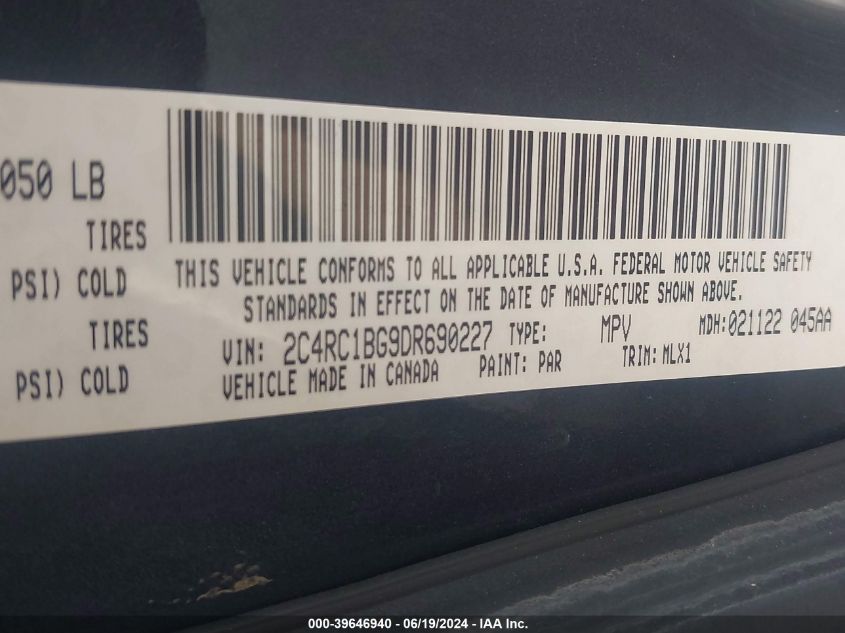 050 LB
TIRES
PSI) COLD
TIRES
PSI) COLD
THIS VEHICLE CONFORMS TO ALL APPLICABLE U.S.A. FEDERAL MOTOR VEHICLE SAFETY
STANDARDS IN EFFECT ON THE DATE OF MANUFACTURE SHOWN ABOVE.
VIN: 2C4RC1BG9DR690227 TYPE: MPV MDH:021122 045AA
VEHICLE MADE IN CANADA PAINT: PAR TRIM: MLX1
000-39646940 - 06/19/2024 - IAA Inc.